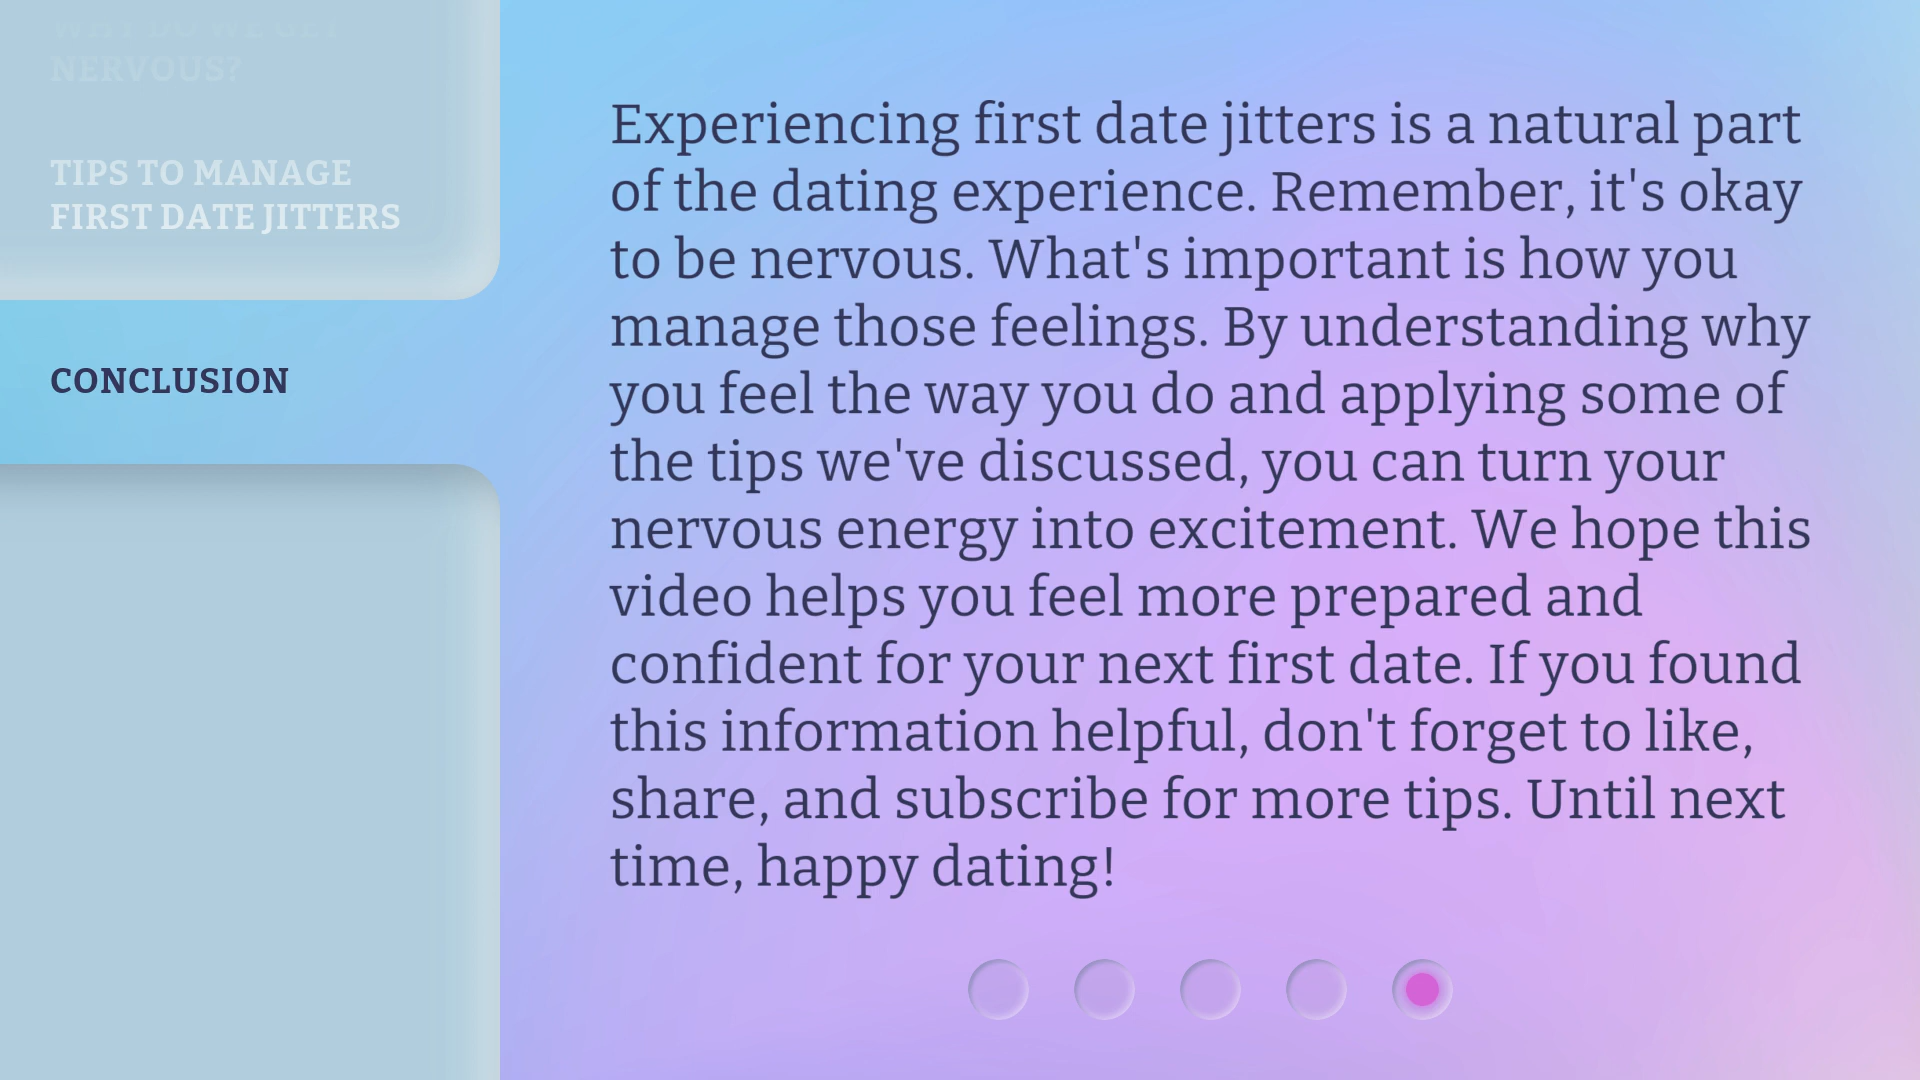 WHY DO WE GET
NERVOUS?
TIPS TO MANAGE
FIRST DATE JITTERS
CONCLUSION
Experiencing first date jitters is a natural part
of the dating experience. Remember, it's okay
to be nervous. What's important is how you
manage those feelings. By understanding why
you feel the way you do and applying some of
the tips we've discussed, you can turn your
nervous energy into excitement. We hope this
video helps you feel more prepared and
confident for your next first date. If you found
this information helpful, don't forget to like,
share, and subscribe for more tips. Until next
time, happy dating!